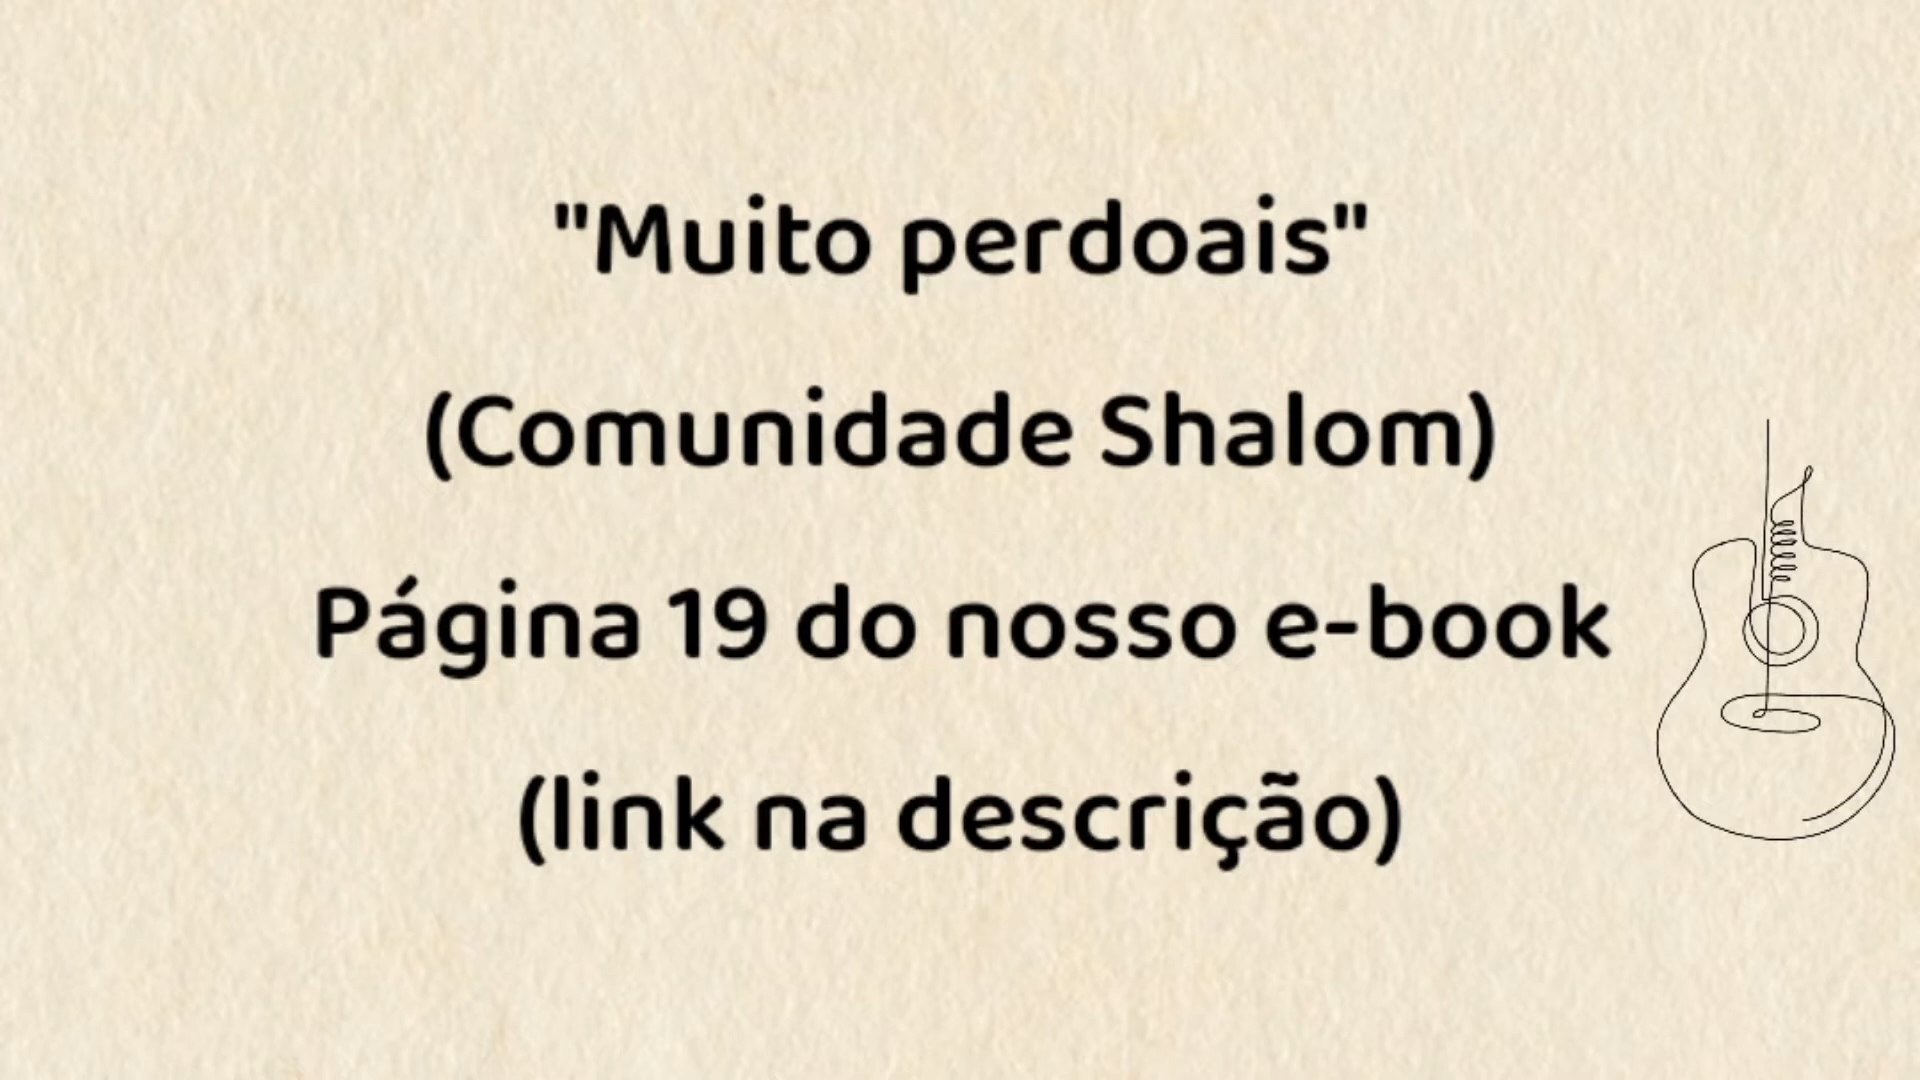 "Muito perdoais"
(Comunidade Shalom)
Página 19 do nosso e-book
(link na descrição)